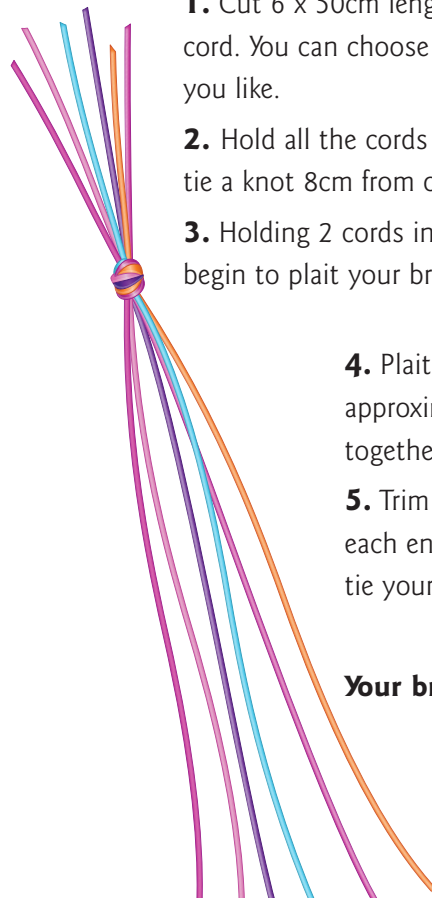 1. Cut 6 x 50cm leng
cord. You can choose
you like.
2. Hold all the cords
tie a knot 8cm from o
3. Holding 2 cords in
begin to plait your br
4. Plait
approxi
togethe
5. Trim
each en
tie your
Your br